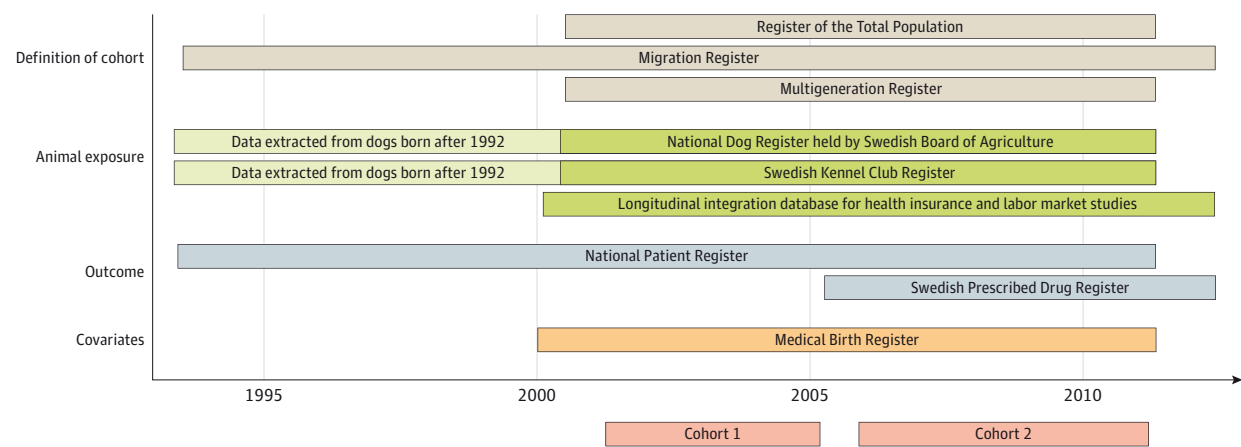 Definition of cohort
Register of the Total Population
Migration Register
Multigeneration Register
Animal exposure
Data extracted from dogs born after 1992
National Dog Register held by Swedish Board of Agriculture
Data extracted from dogs born after 1992
Swedish Kennel Club Register
Longitudinal integration database for health insurance and labor market studies
Outcome
National Patient Register
Swedish Prescribed Drug Register
Covariates
Medical Birth Register
1995
2000
2005
2010
Cohort 1
Cohort 2